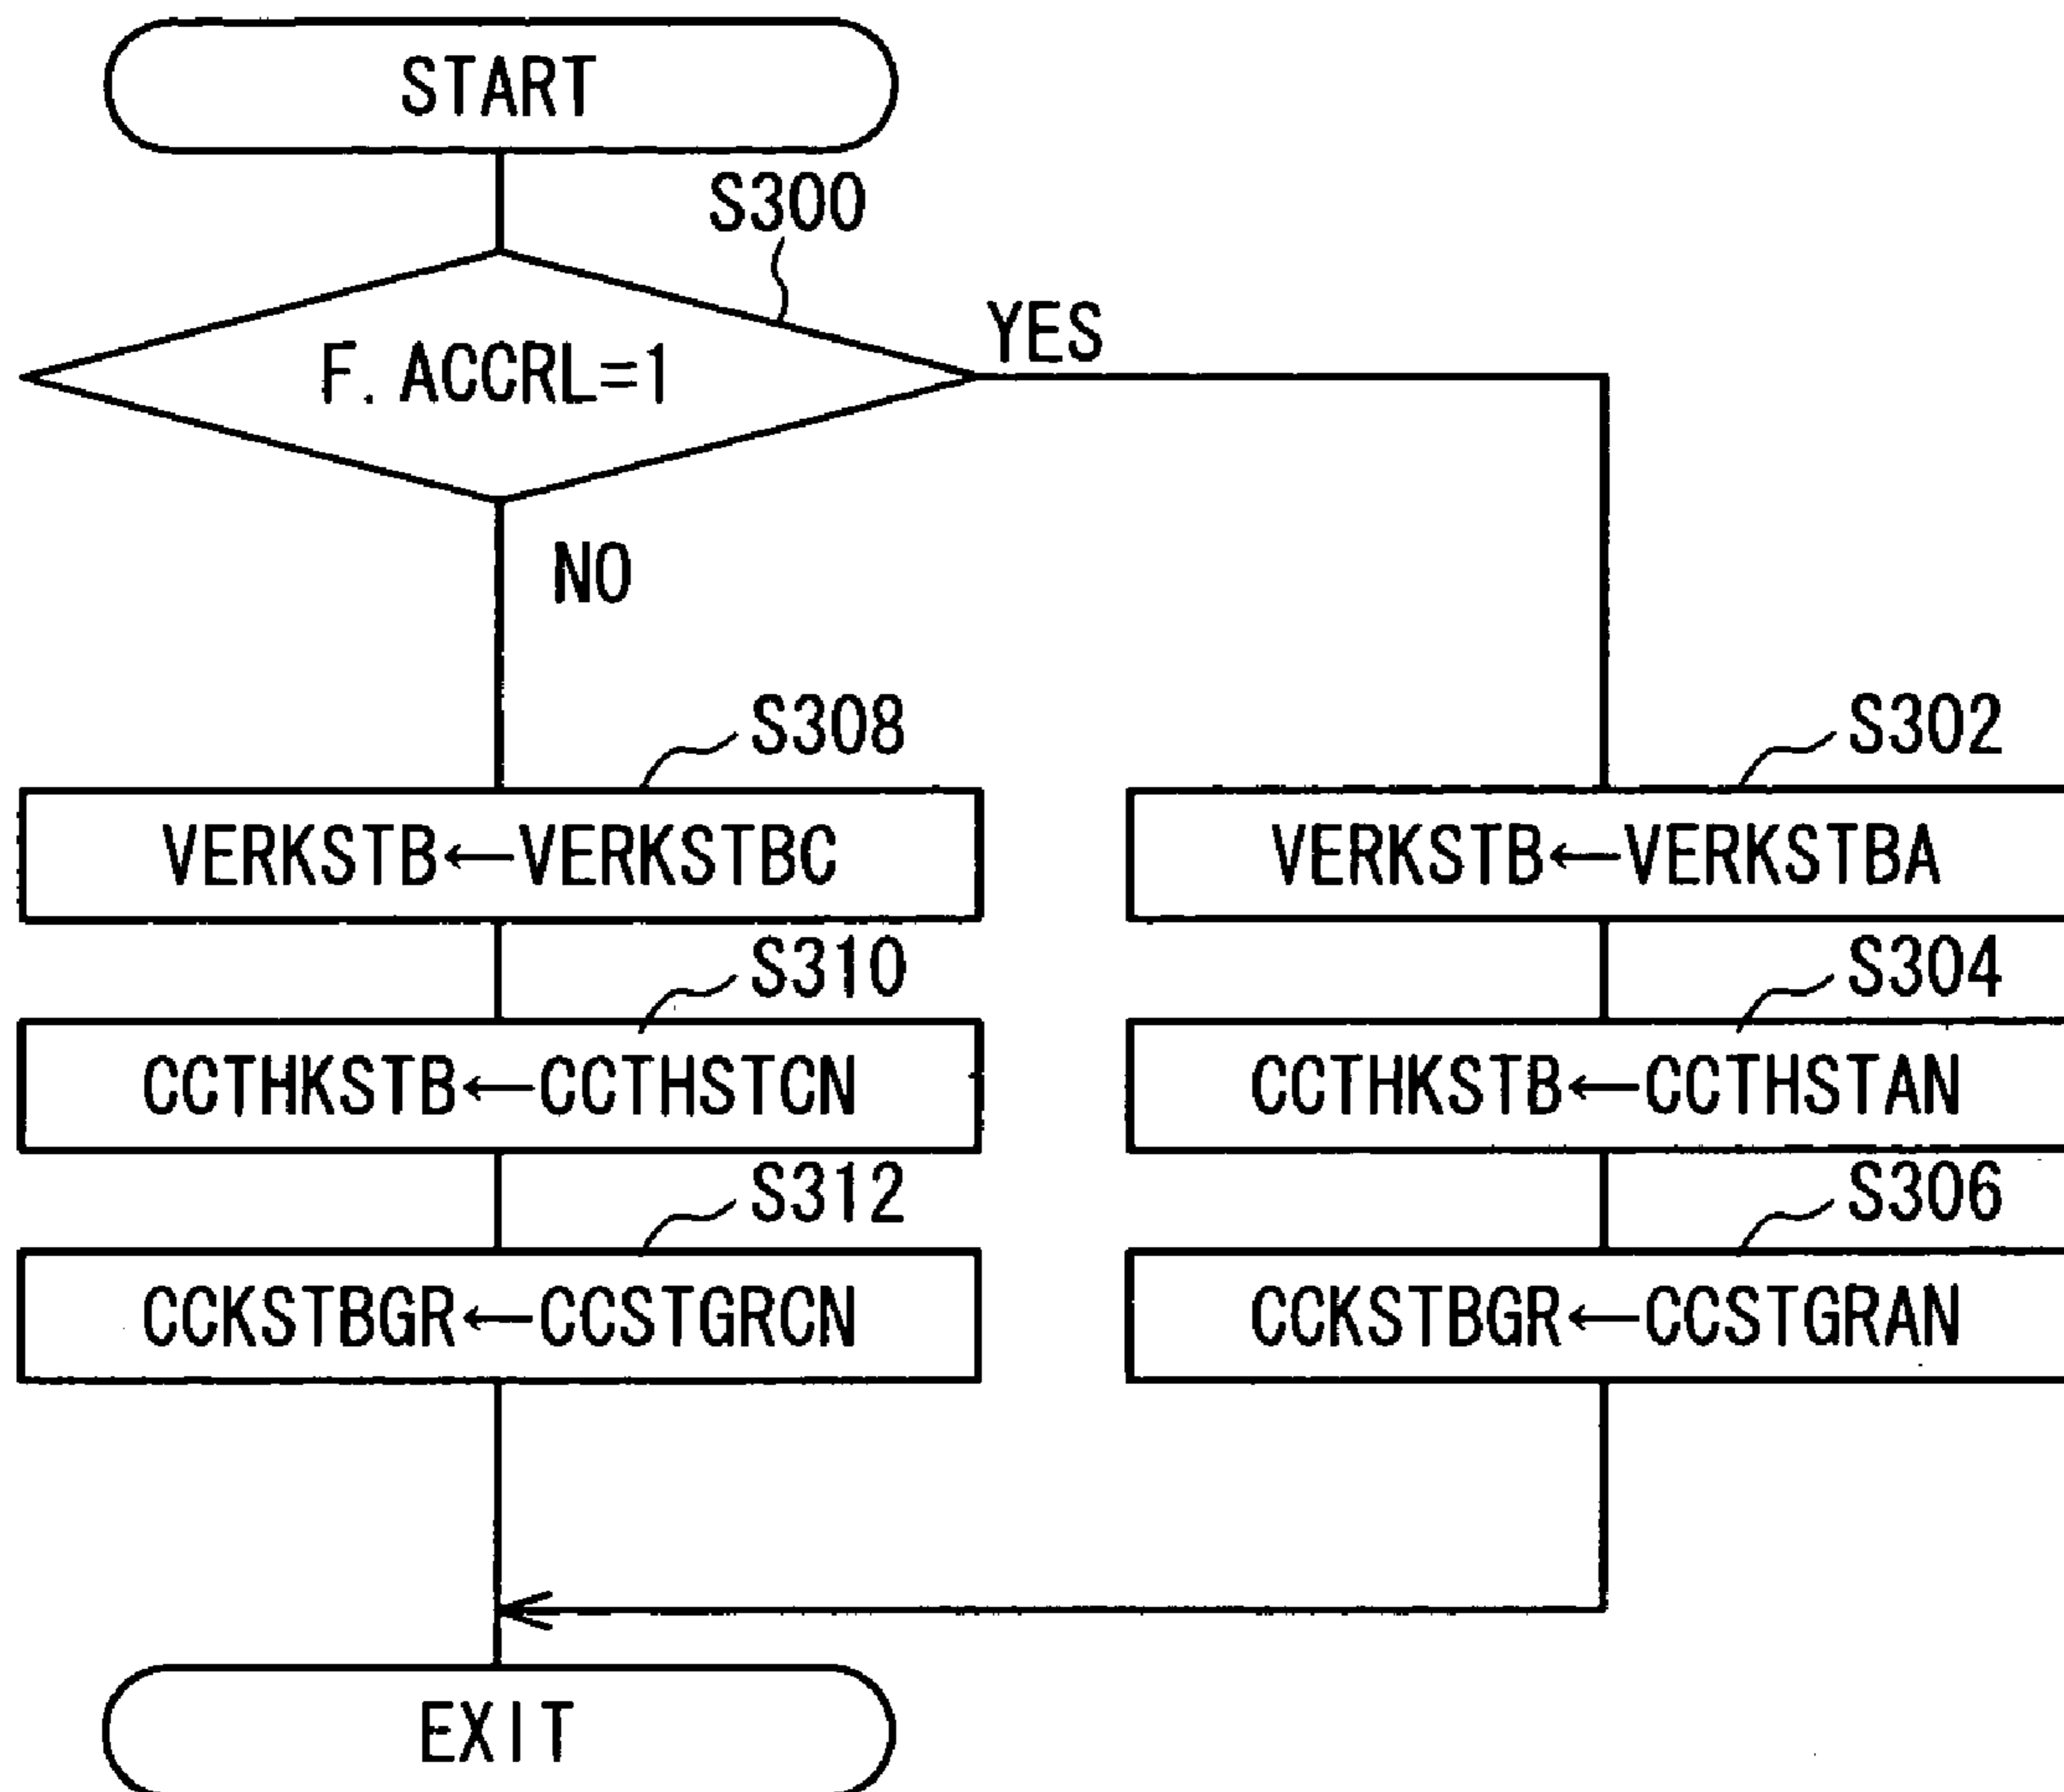 START
S300
F. ACCRL=1
YES
NO
S308
VERKSTB←VERKSTBC
S310
CCTHKSTB←CCTHSTCN
S312
CCKSTBGR←CCSTGRCN
S302
VERKSTB←VERKSTBA
S304
CCTHKSTB←CCTHSTAN
S306
CCKSTBGR←CCSTGRAN
EXIT